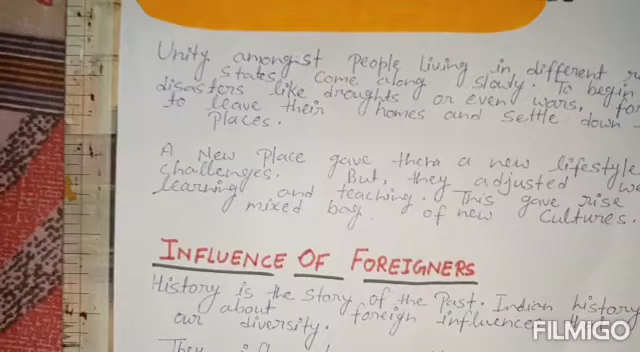 Unity amongst people living in different
states, come along slowly. To begin
disasters like droughts or even wars,
to leave their homes and settle down
places.
A New Place gave them a new lifestyle
challenges. But, they adjusted
learning and teaching. This gave rise
mixed bag of new cultures.
INFLUENCE OF FOREIGNERS
History is the story of the Past. Indian history
about foreign influence
our diversity.
They
FILMIGO